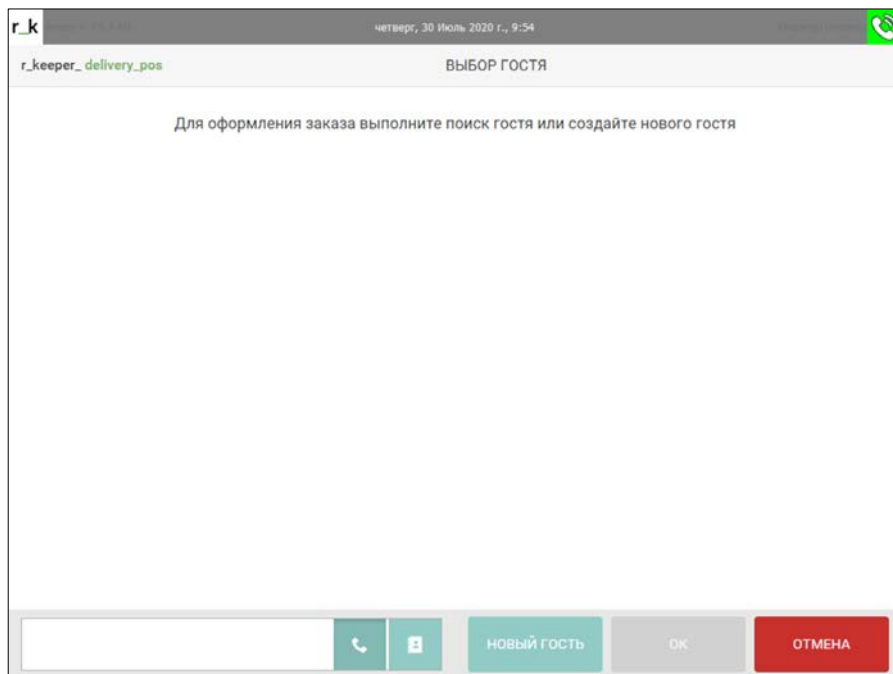 r_k
четверг, 30 Июль 2020 г., 9:54
r_keeper_ delivery_pos
ВЫБОР ГОСТЯ
Для оформления заказа выполните поиск гостя или создайте нового гостя
НОВЫЙ ГОСТЬ
ОК
ОТМЕНА